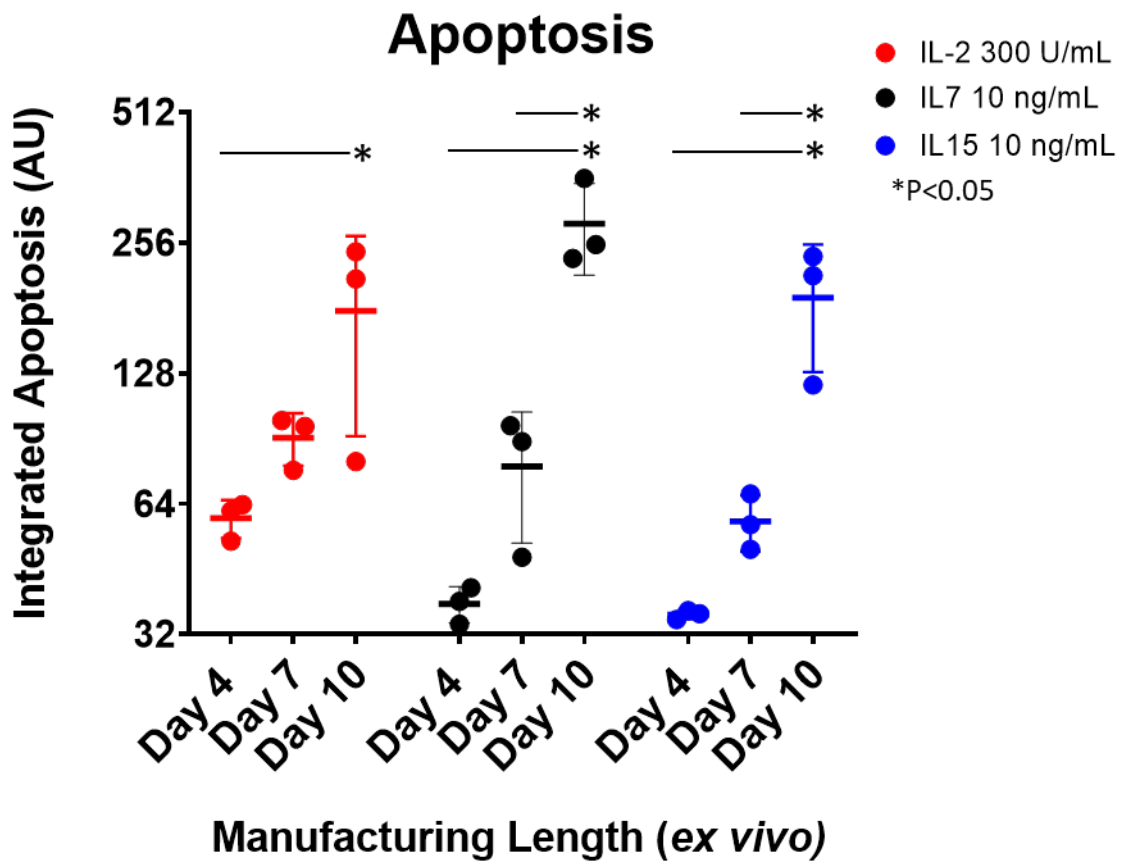 Apoptosis
IL-2 300 U/mL
IL7 10 ng/mL
IL15 10 ng/mL
*P<0.05
Integrated Apoptosis (AU)
512
256
128
64
32
* * *
* *
Day 4 Day 7 Day 10 Day 4 Day 7 Day 10 Day 4 Day 7 Day 10
Manufacturing Length (ex vivo)